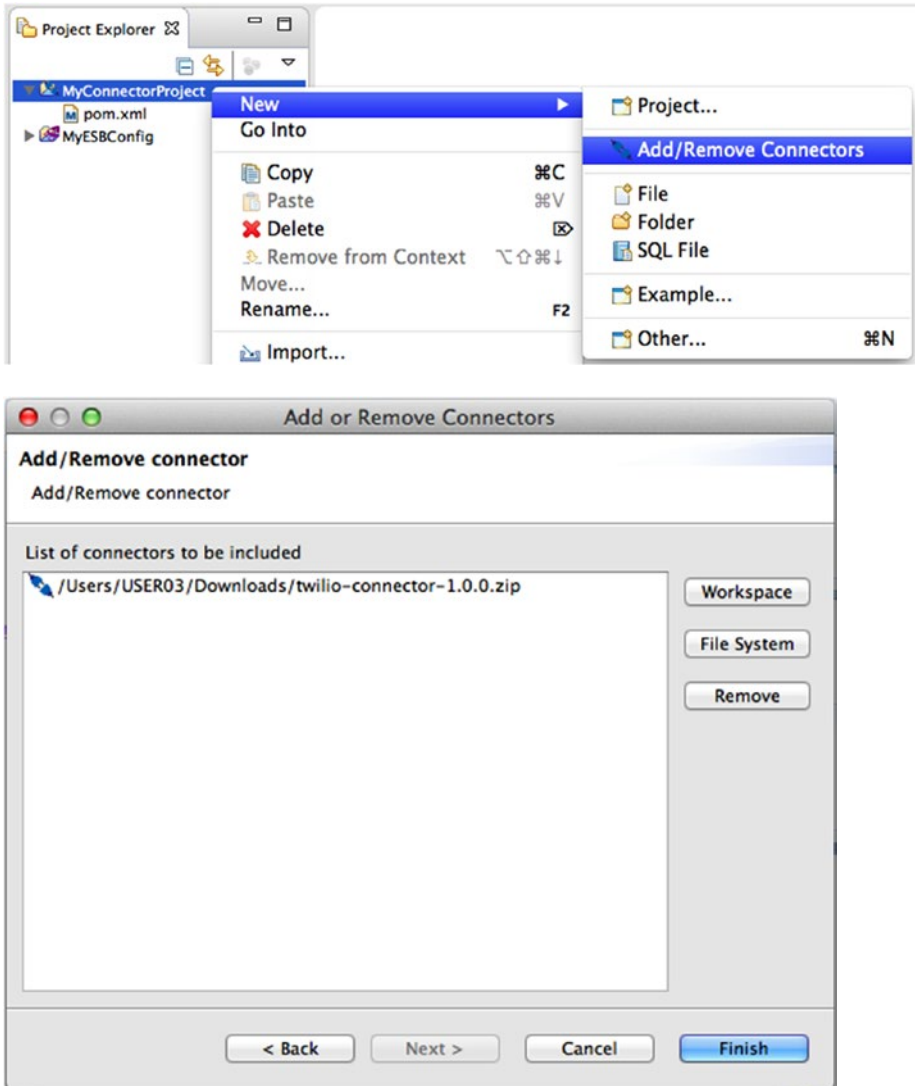 Project Explorer
MyConnectorProject
pom.xml
MyESBConfig
New
Go Into
Copy ⌘C
Paste ⌘V
Delete ⌦
Remove from Context ⌥⇧⌘↓
Move...
Rename... F2
Import...
Project...
Add/Remove Connectors
File
Folder
SQL File
Example...
Other... ⌘N
Add or Remove Connectors
Add/Remove connector
Add/Remove connector
List of connectors to be included
/Users/USER03/Downloads/twilio-connector-1.0.0.zip
Workspace
File System
Remove
< Back Next > Cancel Finish